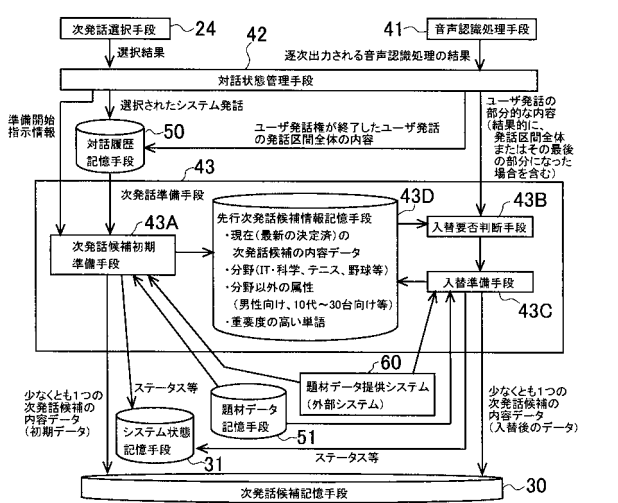 次発話選択手段
24
41
音声認識処理手段
選択結果
42
逐次出力される音声認識処理の結果
対話状態管理手段
準備開始
指示情報
選択されたシステム発話
50
対話履歴
記憶手段
ユーザ発話権が終了したユーザ発話
の発話区間全体の内容
ユーザ発話の
部分的な内容
(結果的に、
発話区間全体
またはその最後
の部分になった
場合を含む)
43
次発話準備手段
43A
次発話候補初期
準備手段
43D
先行次発話候補情報記憶手段
・現在(最新の決定済)の
次発話候補の内容データ
・分野(IT・科学、テニス、野球等)
・分野以外の属性
(男性向け、10代～30台向け等)
・重要度の高い単語
43B
入替要否判断手段
入替準備手段
43C
少なくとも1つの
次発話候補の
内容データ
(初期データ)
ステータス等
システム状態
記憶手段
31
題材データ
記憶手段
51
60
題材データ提供システム
(外部システム)
ステータス等
少なくとも1つの
次発話候補の
内容データ
(入替後のデータ)
次発話候補記憶手段
30